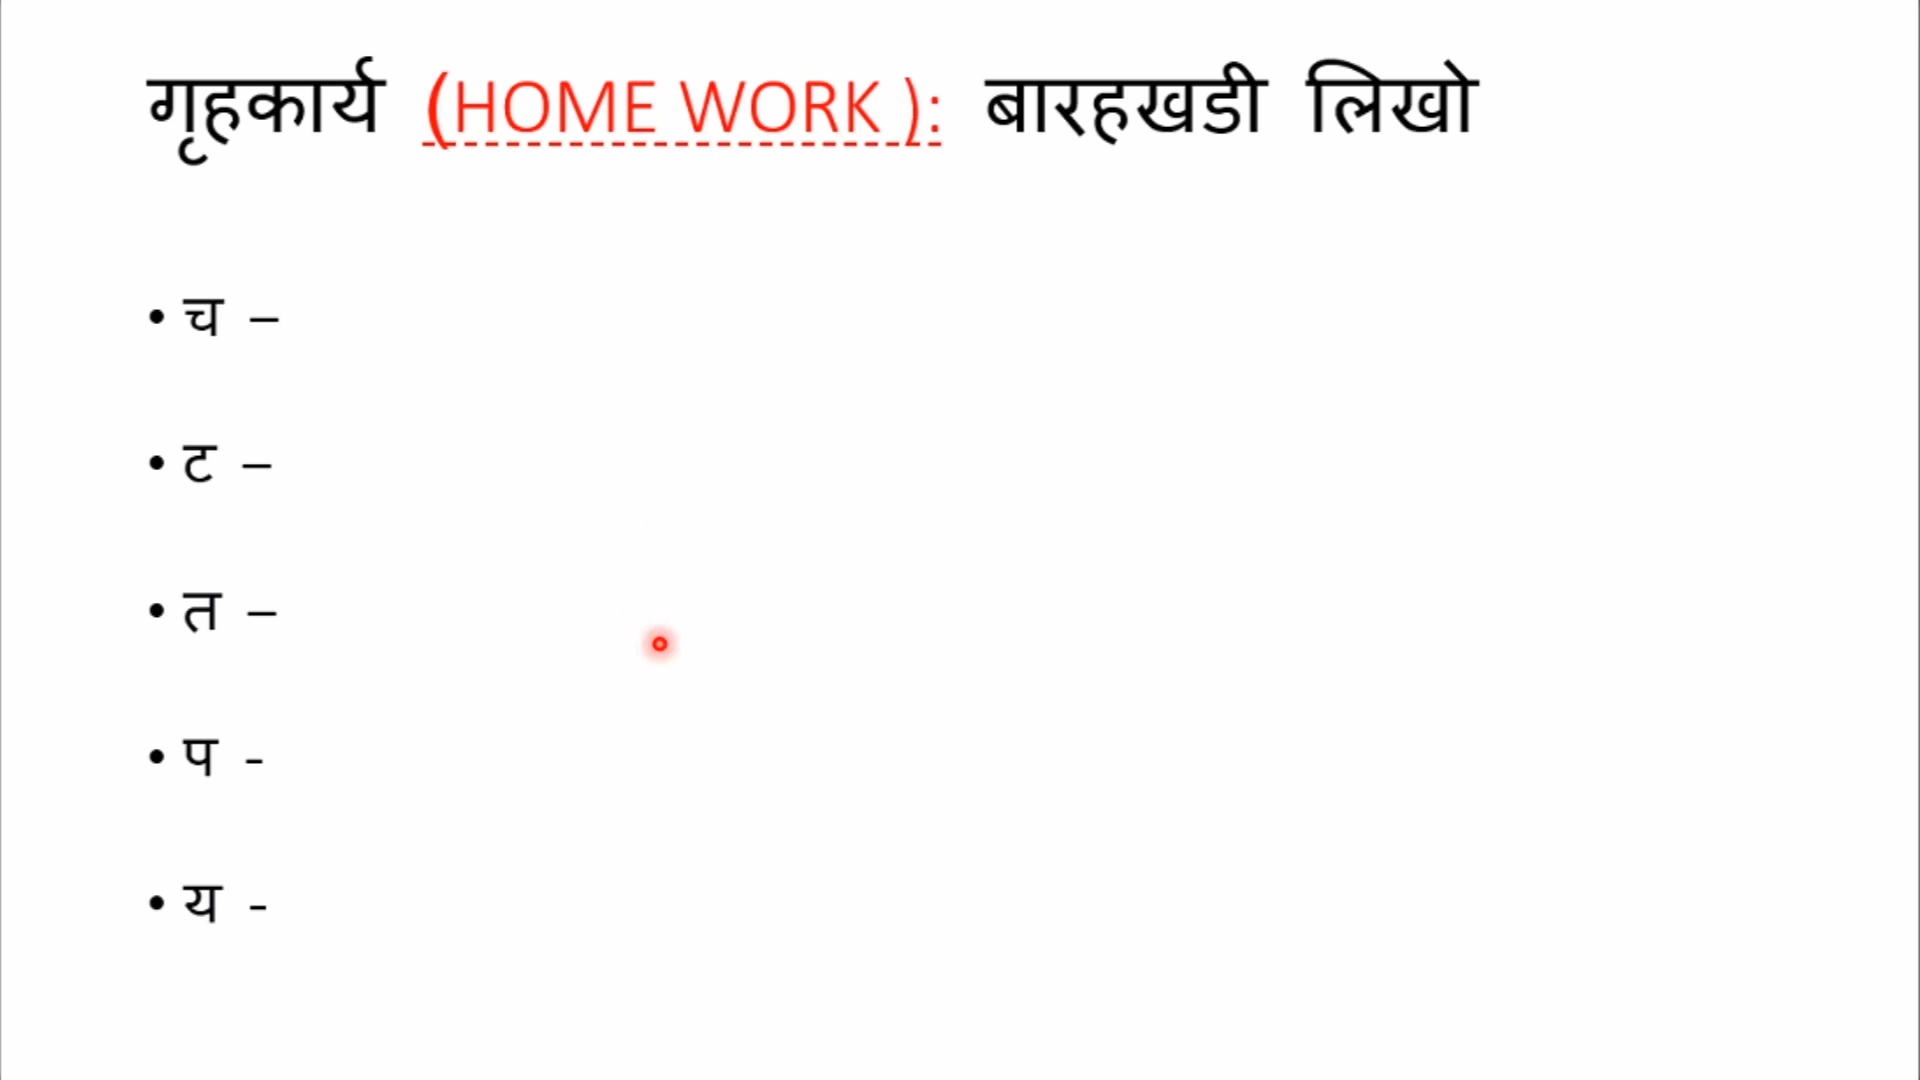 गृहकार्य (HOME WORK ): बारहखडी लिखो
• च –
• ट –
• त –
• प -
• य -